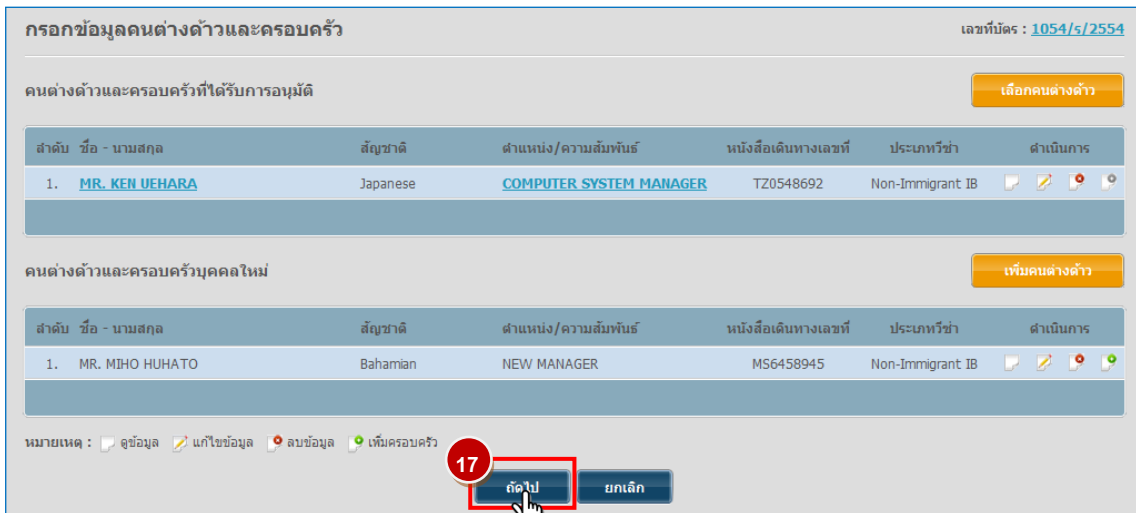 กรอกข้อมูลคนต่างด้าวและครอบครัว เลขที่บัตร : 1054/ร/2554
คนต่างด้าวและครอบครัวที่ได้รับการอนุมัติ เลือกคนต่างด้าว
ลำดับ ชื่อ - นามสกุล สัญชาติ ตำแหน่ง/ความสัมพันธ์ หนังสือเดินทางเลขที่ ประเภทวีซ่า ดำเนินการ
1. MR. KEN UEHARA Japanese COMPUTER SYSTEM MANAGER TZ0548692 Non-Immigrant IB
คนต่างด้าวและครอบครัวบุคคลใหม่ เพิ่มคนต่างด้าว
ลำดับ ชื่อ - นามสกุล สัญชาติ ตำแหน่ง/ความสัมพันธ์ หนังสือเดินทางเลขที่ ประเภทวีซ่า ดำเนินการ
1. MR. MIHO HUHATO Bahamian NEW MANAGER MS6458945 Non-Immigrant IB
หมายเหตุ : ดูข้อมูล แก้ไขข้อมูล ลบข้อมูล เพิ่มครอบครัว
17
ถัดไป ยกเลิก